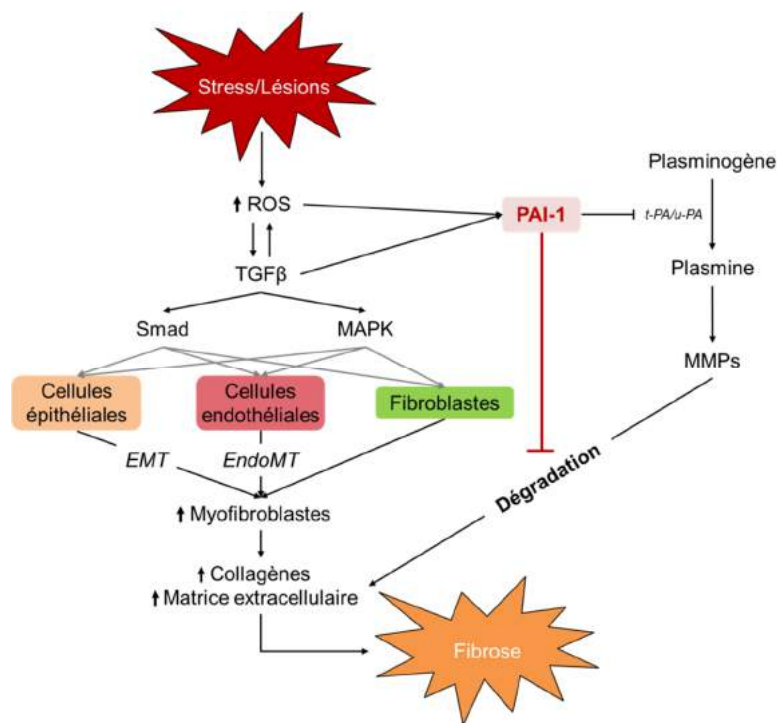 Stress/Lésions
Plasminogène
ROS
PAI-1
t-PA/u-PA
TGFβ
Plasmine
Smad
MAPK
MMPs
Cellules
épithéliales
Cellules
endothéliales
Fibroblastes
EMT
EndoMT
Dégradation
Myofibroblastes
Collagènes
Matrice extracellulaire
Fibrose